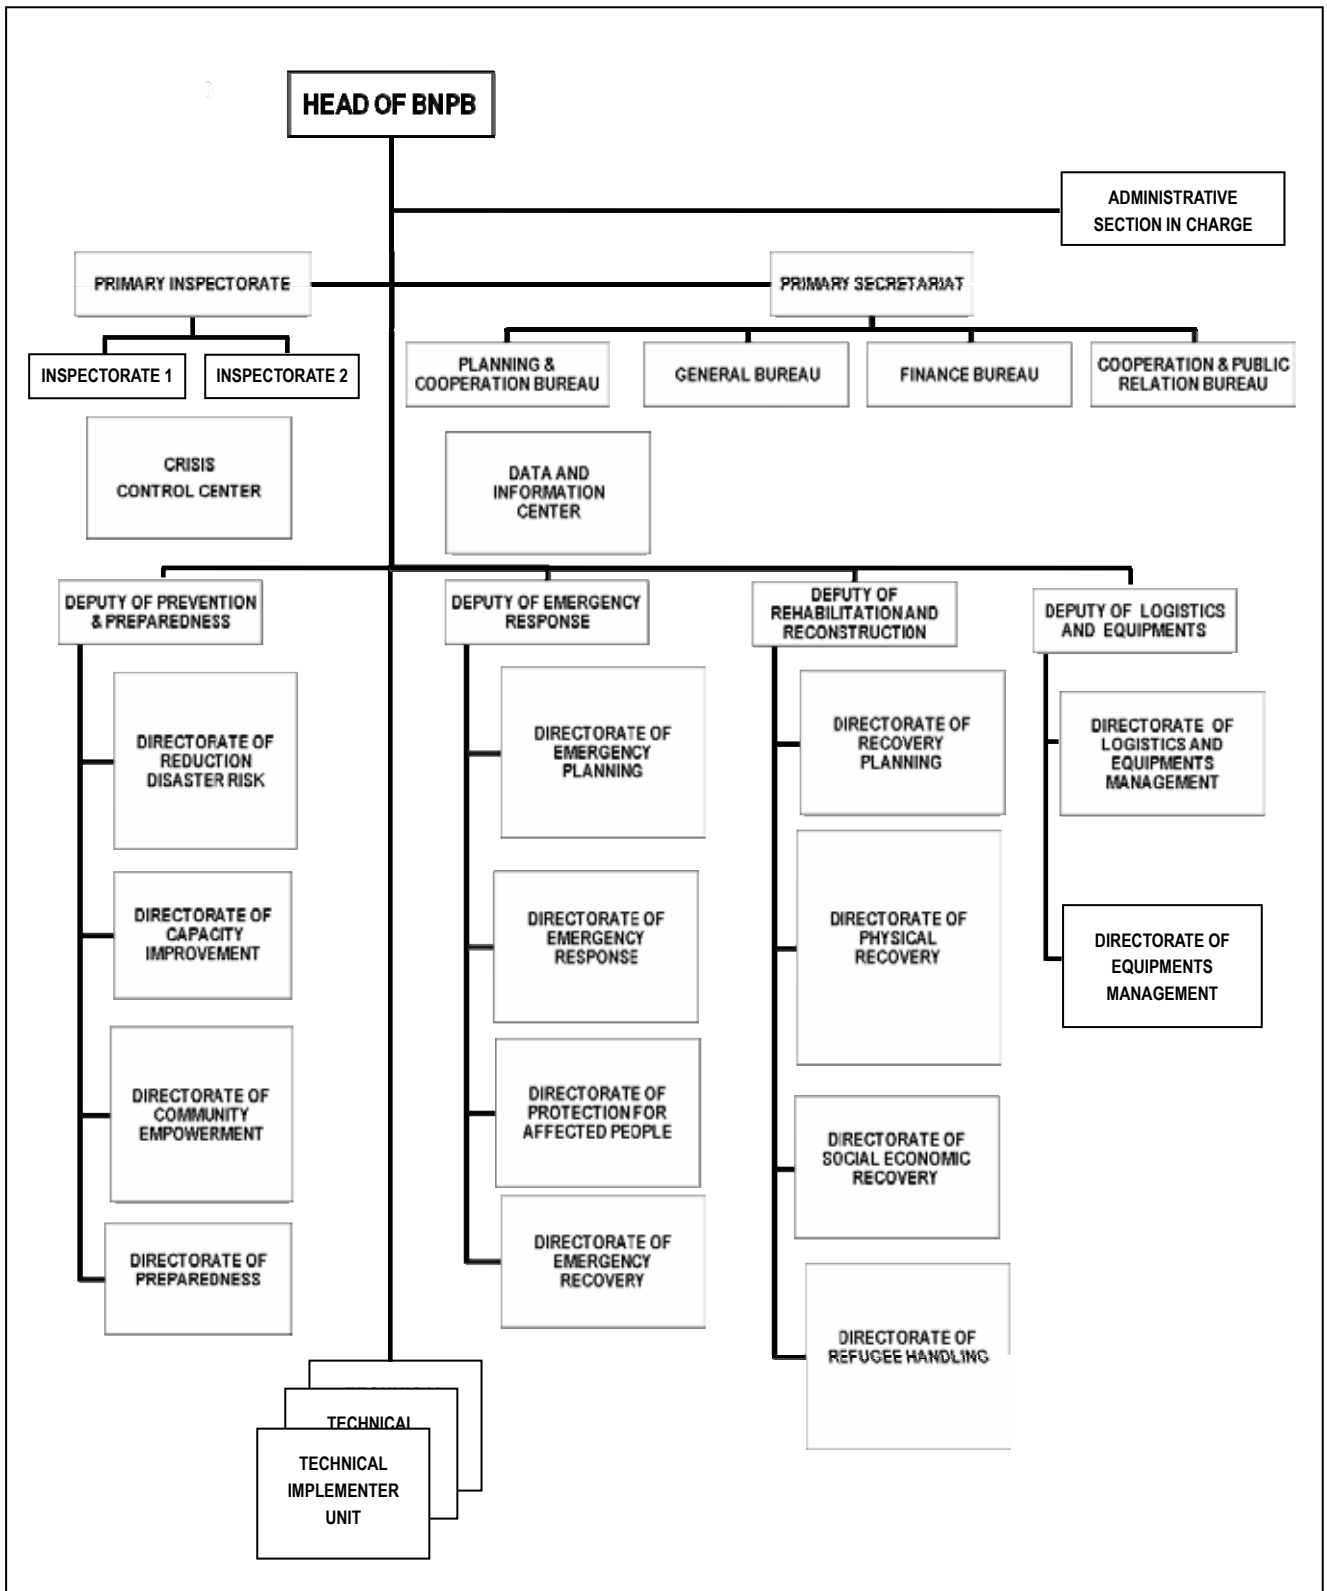 HEAD OF BNPB
ADMINISTRATIVE
SECTION IN CHARGE
PRIMARY INSPECTORATE
PRIMARY SECRETARIAT
INSPECTORATE 1
INSPECTORATE 2
PLANNING &
COOPERATION BUREAU
GENERAL BUREAU
FINANCE BUREAU
COOPERATION & PUBLIC
RELATION BUREAU
CRISIS
CONTROL CENTER
DATA AND
INFORMATION
CENTER
DEPUTY OF PREVENTION
& PREPAREDNESS
DEPUTY OF EMERGENCY
RESPONSE
DEPUTY OF
REHABILITATION AND
RECONSTRUCTION
DEPUTY OF LOGISTICS
AND EQUIPMENTS
DIRECTORATE OF
REDUCTION
DISASTER RISK
DIRECTORATE OF
EMERGENCY
PLANNING
DIRECTORATE OF
RECOVERY
PLANNING
DIRECTORATE OF
LOGISTICS AND
EQUIPMENTS
MANAGEMENT
DIRECTORATE OF
CAPACITY
IMPROVEMENT
DIRECTORATE OF
EMERGENCY
RESPONSE
DIRECTORATE OF
PHYSICAL
RECOVERY
DIRECTORATE OF
EQUIPMENTS
MANAGEMENT
DIRECTORATE OF
COMMUNITY
EMPOWERMENT
DIRECTORATE OF
PROTECTION FOR
AFFECTED PEOPLE
DIRECTORATE OF
SOCIAL ECONOMIC
RECOVERY
DIRECTORATE OF
PREPAREDNESS
DIRECTORATE OF
EMERGENCY
RECOVERY
DIRECTORATE OF
REFUGEE HANDLING
TECHNICAL
TECHNICAL
IMPLEMENTER
UNIT